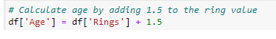 # Calculate age by adding 1.5 to the ring value
df['Age'] = df['Rings'] + 1.5